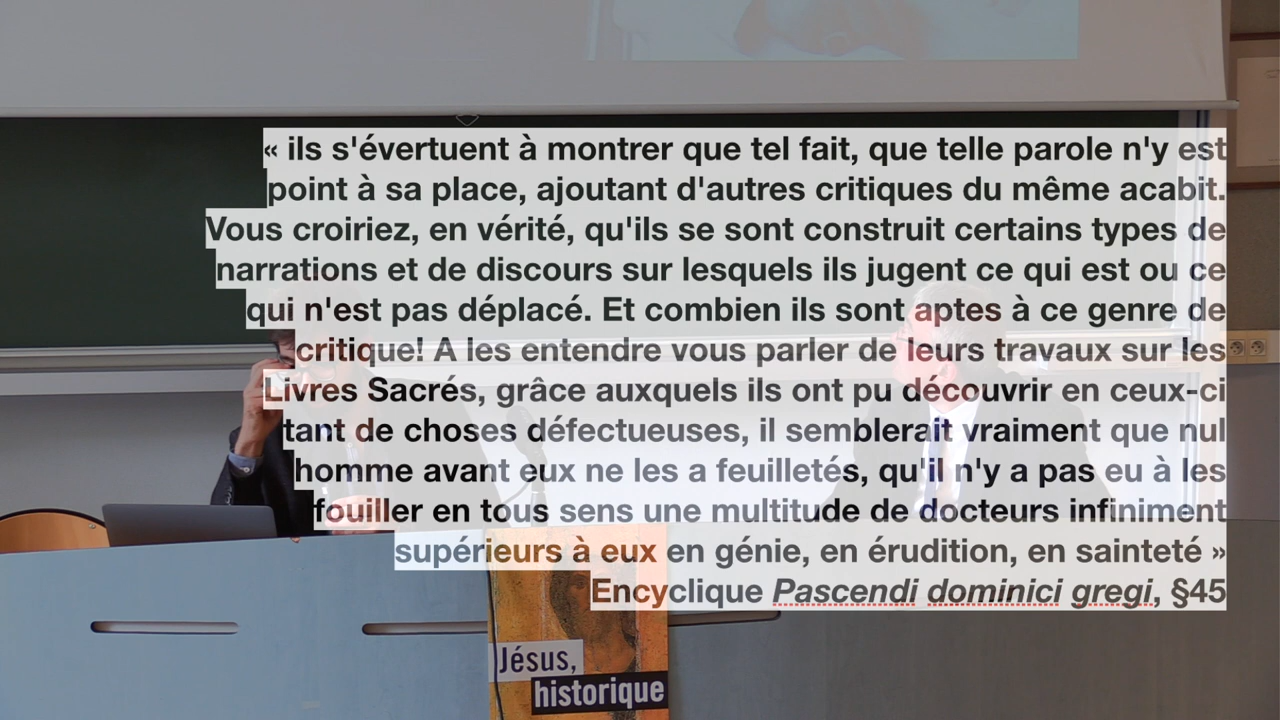 « ils s'évertuent à montrer que tel fait, que telle parole n'y est
point à sa place, ajoutant d'autres critiques du même acabit.
Vous croiriez, en vérité, qu'ils se sont construit certains types de
narrations et de discours sur lesquels ils jugent ce qui est ou ce
qui n'est pas déplacé. Et combien ils sont aptes à ce genre de
critique! A les entendre vous parler de leurs travaux sur les
Livres Sacrés, grâce auxquels ils ont pu découvrir en ceux-ci
tant de choses défectueuses, il semblerait vraiment que nul
homme avant eux ne les a feuilletés, qu'il n'y a pas eu à les
fouiller en tous sens une multitude de docteurs infiniment
supérieurs à eux en génie, en érudition, en sainteté »
Encyclique Pascendi dominici gregi, §45
Jésus,
historique